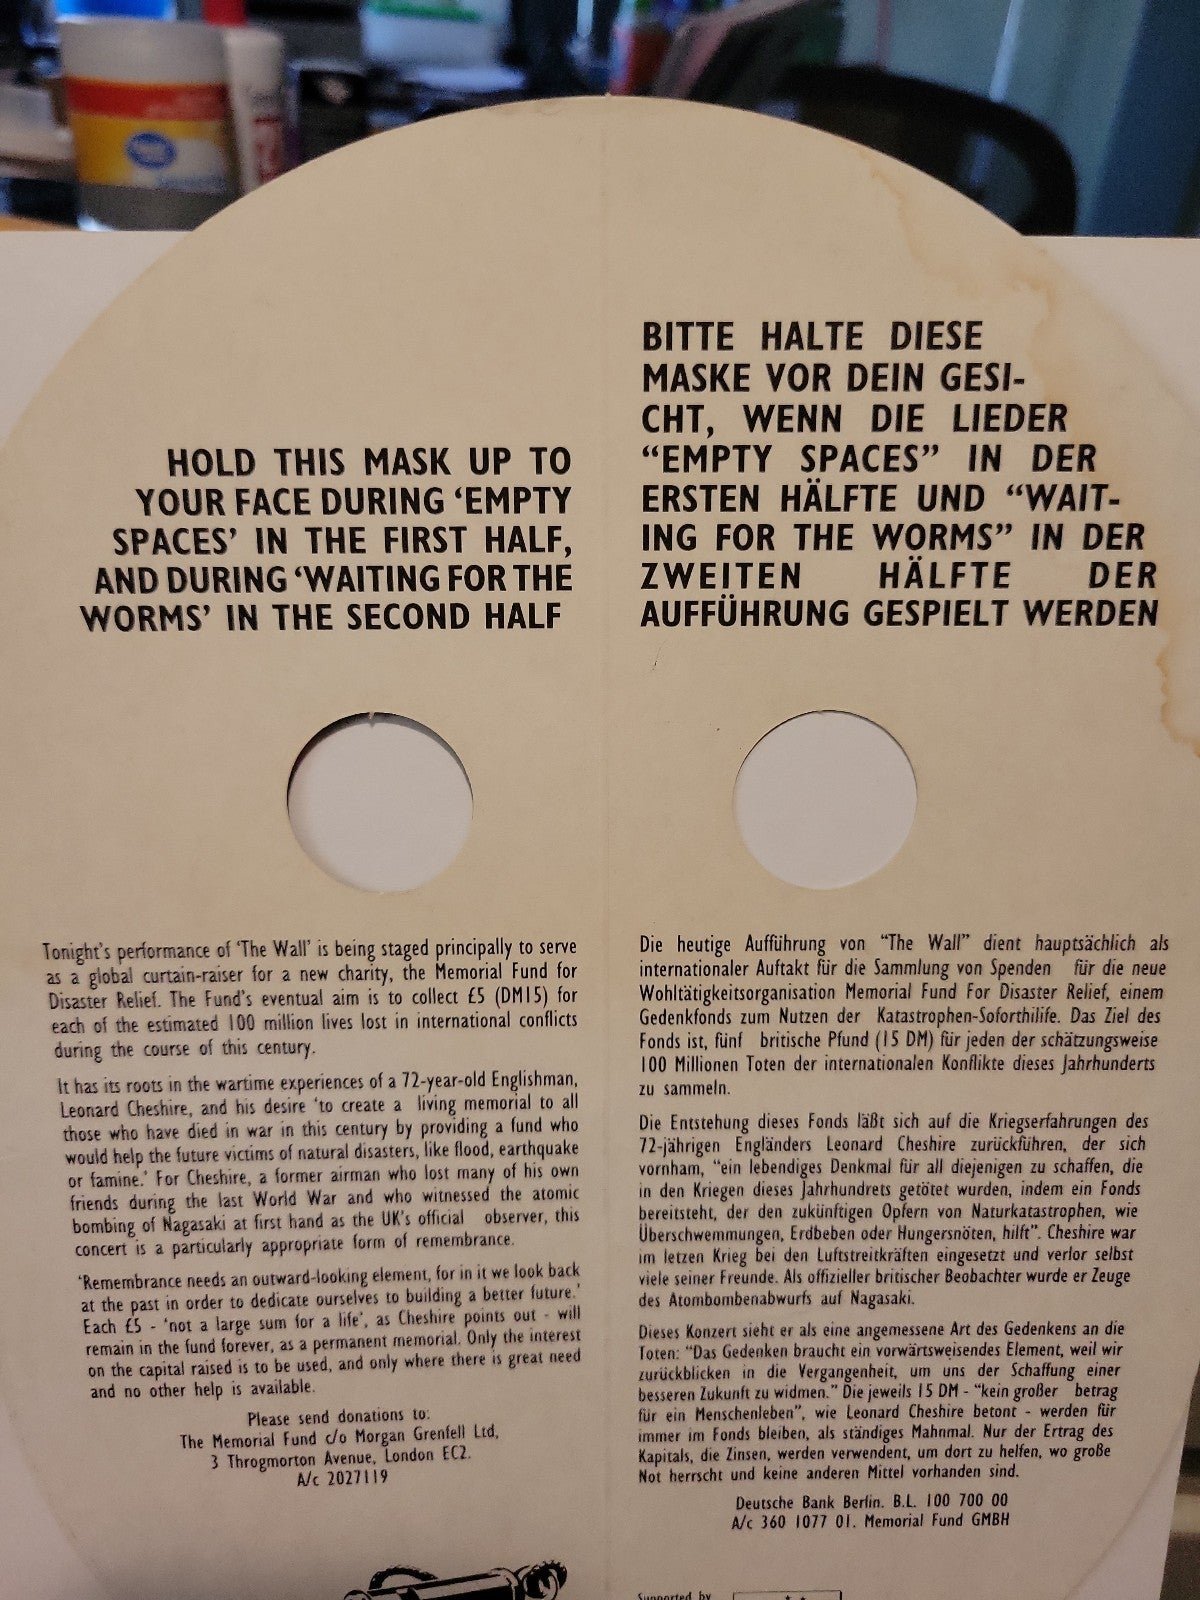 HOLD THIS MASK UP TO
YOUR FACE DURING ‘EMPTY
SPACES’ IN THE FIRST HALF,
AND DURING ‘WAITING FOR THE
WORMS’ IN THE SECOND HALF
BITTE HALTE DIESE
MASKE VOR DEIN GESI-
CHT, WENN DIE LIEDER
“EMPTY SPACES” IN DER
ERSTEN HÄLFTE UND “WAIT-
ING FOR THE WORMS” IN DER
ZWEITEN HÄLFTE DER
AUFFÜHRUNG GESPIELT WERDEN
Tonight's performance of ‘The Wall’ is being staged principally to serve
as a global curtain-raiser for a new charity, the Memorial Fund for
Disaster Relief. The Fund's eventual aim is to collect £5 (DM15) for
each of the estimated 100 million lives lost in international conflicts
during the course of this century.
It has its roots in the wartime experiences of a 72-year-old Englishman,
Leonard Cheshire, and his desire ‘to create a living memorial to all
those who have died in war in this century by providing a fund who
would help the future victims of natural disasters, like flood, earthquake
or famine.’ For Cheshire, a former airman who lost many of his own
friends during the last World War and who witnessed the atomic
bombing of Nagasaki at first hand as the UK's official observer, this
concert is a particularly appropriate form of remembrance.
‘Remembrance needs an outward-looking element, for in it we look back
at the past in order to dedicate ourselves to building a better future.’
Each £5 - ‘not a large sum for a life’, as Cheshire points out - will
remain in the fund forever, as a permanent memorial. Only the interest
on the capital raised is to be used, and only where there is great need
and no other help is available.
Please send donations to:
The Memorial Fund c/o Morgan Grenfell Ltd,
3 Throgmorton Avenue, London EC2.
A/c 2027119
Die heutige Aufführung von “The Wall” dient hauptsächlich als
internationaler Auftakt für die Sammlung von Spenden für die neue
Wohltätigkeitsorganisation Memorial Fund For Disaster Relief, einem
Gedenkfonds zum Nutzen der Katastrophen-Soforthilfe. Das Ziel des
Fonds ist, fünf britische Pfund (15 DM) für jeden der schätzungsweise
100 Millionen Toten der internationalen Konflikte dieses Jahrhunderts
zu sammeln.
Die Entstehung dieses Fonds läßt sich auf die Kriegserfahrungen des
72-jährigen Engländers Leonard Cheshire zurückführen, der sich
vornham, “ein lebendiges Denkmal für all diejenigen zu schaffen, die
in den Kriegen dieses Jahrhundrets getötet wurden, indem ein Fonds
bereitsteht, der den zukünftigen Opfern von Naturkatastrophen, wie
Überschwemmungen, Erdbeben oder Hungersnöten, hilft”. Cheshire war
im letzen Krieg bei den Luftstreitkräften eingesetzt und verlor selbst
viele seiner Freunde. Als offizieller britischer Beobachter wurde er Zeuge
des Atombombenabwurfs auf Nagasaki.
Dieses Konzert sieht er als eine angemessene Art des Gedenkens an die
Toten: “Das Gedenken braucht ein vorwärtsweisendes Element, weil wir
zurückblicken in die Vergangenheit, um uns der Schaffung einer
besseren Zukunft zu widmen.” Die jeweils 15 DM - “kein großer betrag
für ein Menschenleben”, wie Leonard Cheshire betont - werden für
immer im Fonds bleiben, als ständiges Mahnmal. Nur der Ertrag des
Kapitals, die Zinsen, werden verwendent, um dort zu helfen, wo große
Not herrscht und keine anderen Mittel vorhanden sind.
Deutsche Bank Berlin. B.L. 100 700 00
A/c 360 1077 01. Memorial Fund GMBH
Supported by